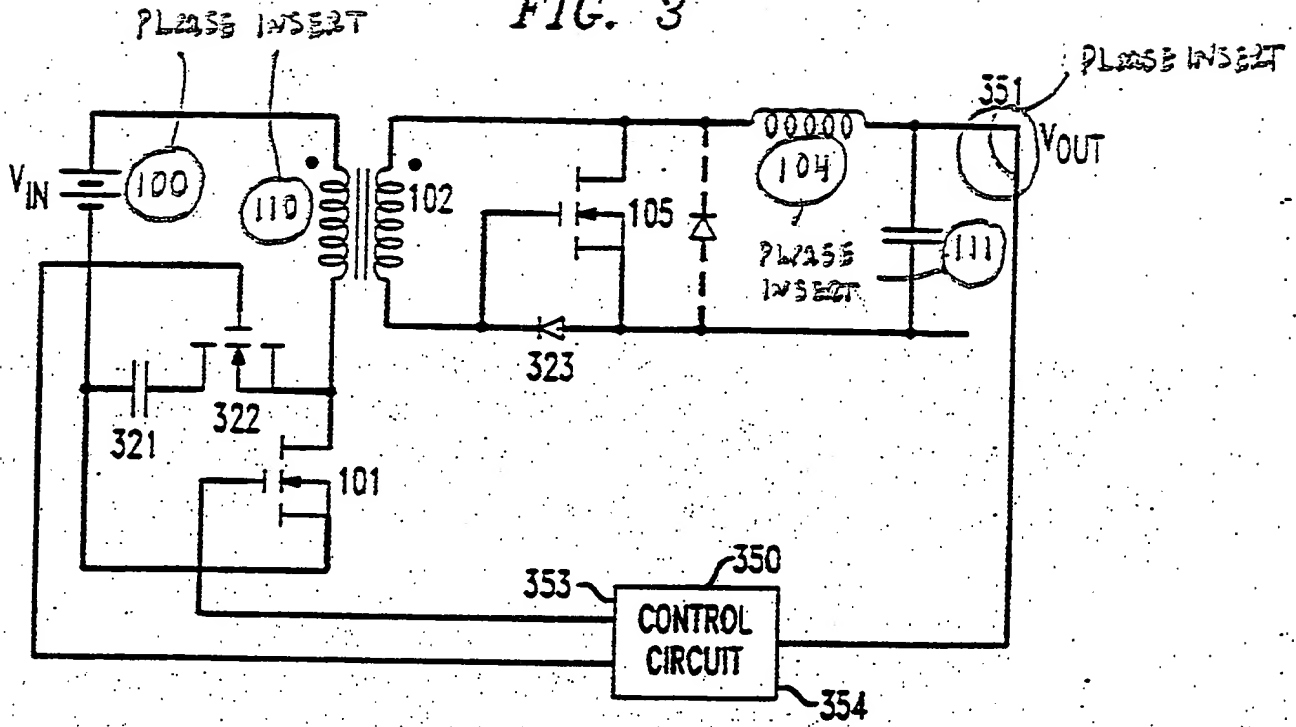 FIG. 3
PLEASE INSERT
PLEASE INSERT
351
VIN
100
110
102
105
104
VOUT
PLEASE
INSERT
111
323
321
322
101
353
350
CONTROL
CIRCUIT
354